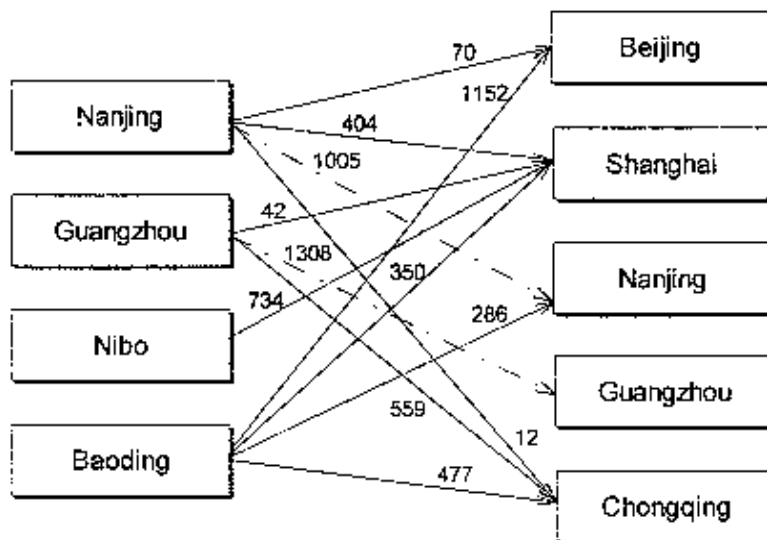 70
Beijing
Nanjing
1152
404
1005
Shanghai
42
Guangzhou
1308
350
734
286
Nanjing
Nibo
559
Guangzhou
12
Baoding
477
Chongqing